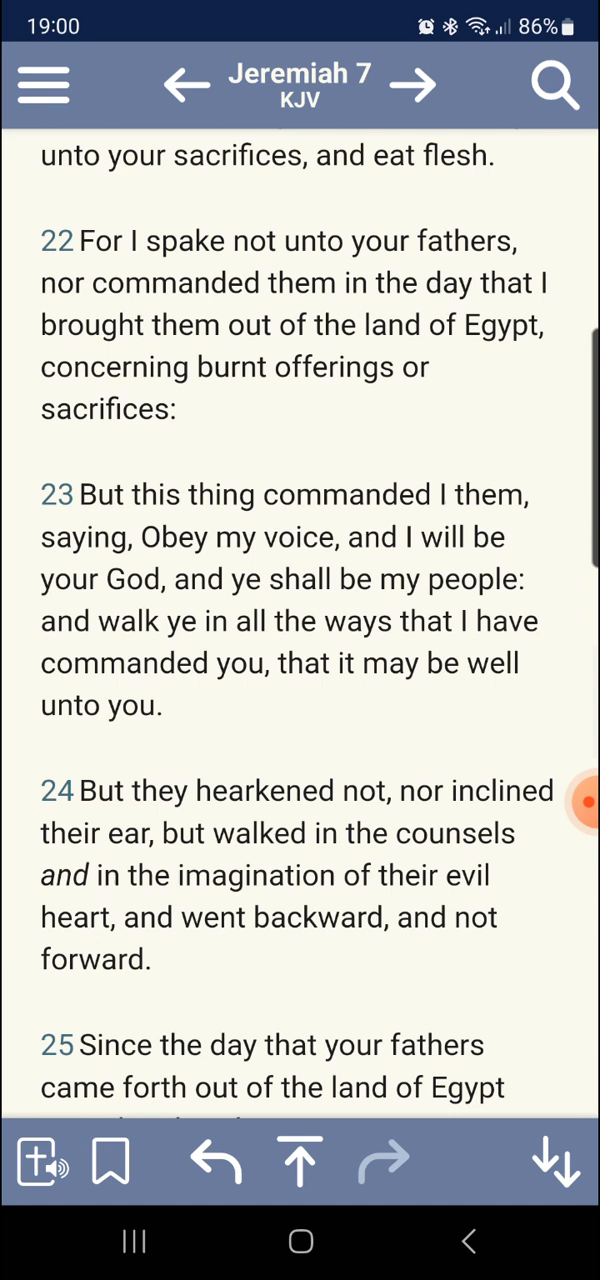 19:00 86%
Jeremiah 7
KJV
unto your sacrifices, and eat flesh.
22 For I spake not unto your fathers,
nor commanded them in the day that I
brought them out of the land of Egypt,
concerning burnt offerings or
sacrifices:
23 But this thing commanded I them,
saying, Obey my voice, and I will be
your God, and ye shall be my people:
and walk ye in all the ways that I have
commanded you, that it may be well
unto you.
24 But they hearkened not, nor inclined
their ear, but walked in the counsels
and in the imagination of their evil
heart, and went backward, and not
forward.
25 Since the day that your fathers
came forth out of the land of Egypt